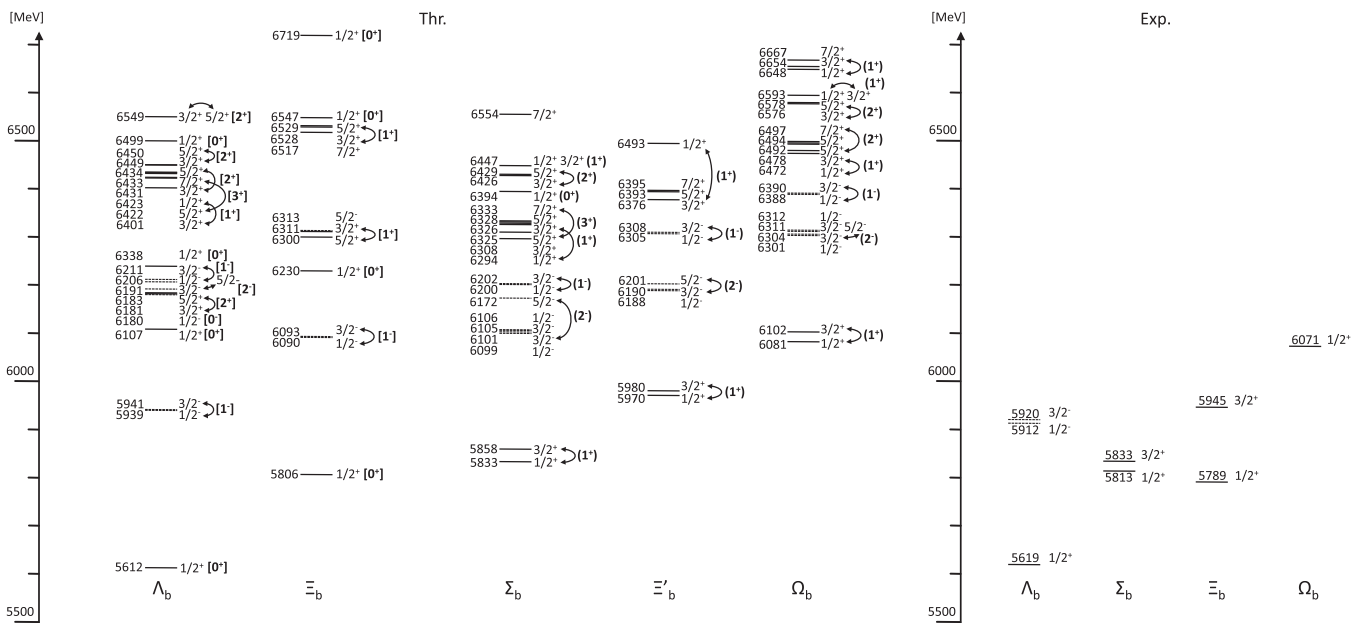 [MeV]
Thr.
[MeV]
Exp.
6500
6000
5500
6549 3/2⁺ 5/2⁺ [2⁺]
6499 1/2⁺ [0⁺]
6450 5/2⁺
6449 3/2⁺ [2⁺]
6434 5/2⁺
6433 7/2⁺ [2⁺]
6431 3/2⁺ [3⁺]
6423 1/2⁺
6422 5/2⁺ [1⁺]
6401 3/2⁺
6338 1/2⁺ [0⁺]
6211 3/2⁻ [1⁻]
6206 1/2⁻ 5/2⁻
6191 3/2⁻ [2⁻]
6183 5/2⁺
6181 3/2⁺ [2⁺]
6180 1/2⁻ [0⁻]
6107 1/2⁺ [0⁺]
5941 3/2⁻
5939 1/2⁻ [1⁻]
5612 1/2⁺ [0⁺]
Λb
6719 1/2⁺ [0⁺]
6547 1/2⁺ [0⁺]
6529 5/2⁺
6528 3/2⁺ [1⁺]
6517 7/2⁺
6313 5/2⁻
6311 3/2⁺
6300 5/2⁺ [1⁺]
6230 1/2⁺ [0⁺]
6093 3/2⁻
6090 1/2⁻ [1⁻]
5806 1/2⁺ [0⁺]
Ξb
6554 7/2⁺
6447 1/2⁺ 3/2⁺ (1⁺)
6429 5/2⁺
6426 3/2⁺ (2⁺)
6394 1/2⁺ (0⁺)
6333 7/2⁺
6328 5/2⁺ (3⁺)
6326 3/2⁺
6325 5/2⁺ (1⁺)
6308 3/2⁺
6294 1/2⁺
6202 3/2⁻
6200 1/2⁻ (1⁻)
6172 5/2⁻
6106 1/2⁻ (2⁻)
6105 3/2⁻
6101 3/2⁻
6099 1/2⁻
5858 3/2⁺
5833 1/2⁺ (1⁺)
Σb
6493 1/2⁺
(1⁺)
6395 7/2⁺
6393 5/2⁺
6376 3/2⁺
6308 3/2⁻
6305 1/2⁻ (1⁻)
6201 5/2⁻
6190 3/2⁻ (2⁻)
6188 1/2⁻
5980 3/2⁺
5970 1/2⁺ (1⁺)
Ξ'b
6667 7/2⁺
6654 3/2⁺
6648 1/2⁺ (1⁺)
(1⁺)
6593 1/2⁺ 3/2⁺
6578 5/2⁺
6576 3/2⁺ (2⁺)
6497 7/2⁺
6494 5/2⁺ (2⁺)
6492 5/2⁺
6478 3/2⁺
6472 1/2⁺ (1⁺)
6390 3/2⁻
6388 1/2⁻ (1⁻)
6312 1/2⁻
6311 3/2⁻ 5/2⁻
6304 3/2⁻ (2⁻)
6301 1/2⁻
6102 3/2⁺
6081 1/2⁺ (1⁺)
Ωb
6500
6000
5500
5920 3/2⁻
5912 1/2⁻
5619 1/2⁺
Λb
5833 3/2⁺
5813 1/2⁺
Σb
5945 3/2⁺
5789 1/2⁺
Ξb
6071 1/2⁺
Ωb